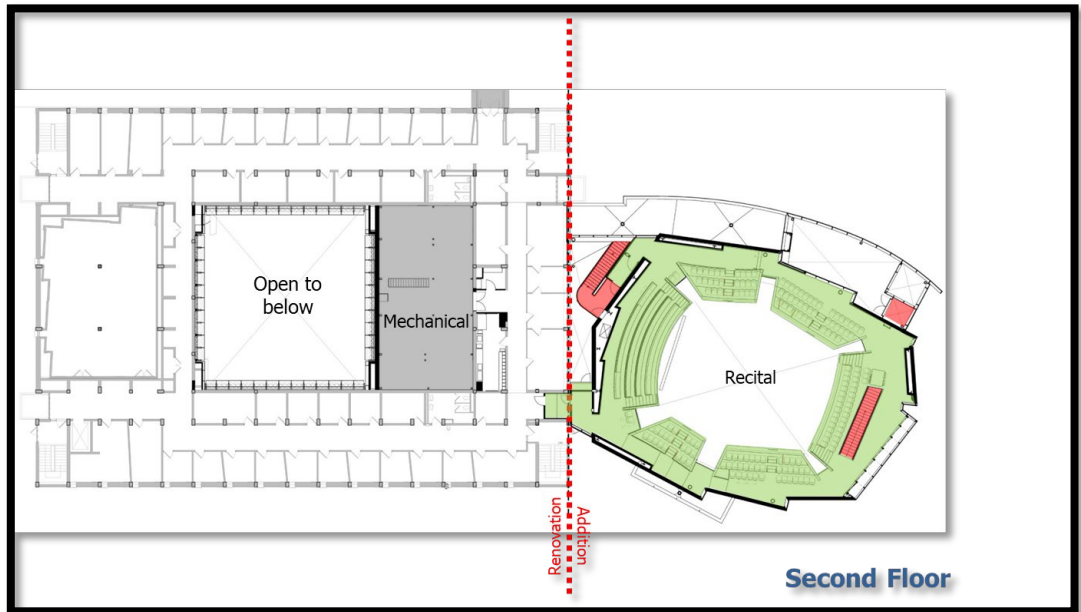 Open to
below
Mechanical
Recital
Renovation
Addition
Second Floor